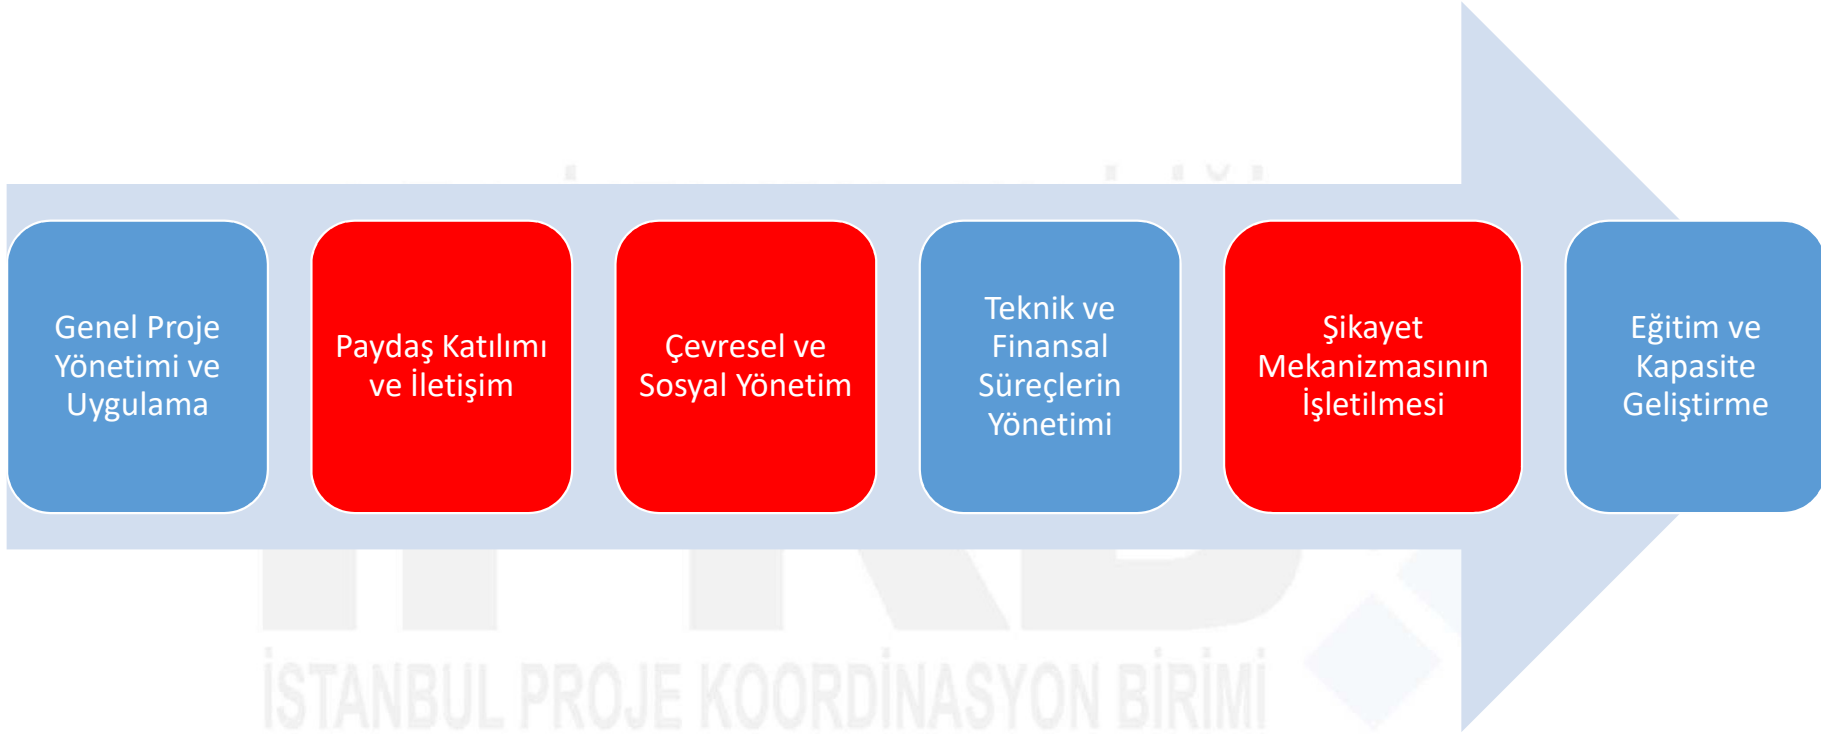 Genel Proje
Yönetimi ve
Uygulama
Paydaş Katılımı
ve İletişim
Çevresel ve
Sosyal Yönetim
Teknik ve
Finansal
Süreçlerin
Yönetimi
Şikayet
Mekanizmasının
İşletilmesi
Eğitim ve
Kapasite
Geliştirme
İSTANBUL PROJE KOORDİNASYON BİRİMİ